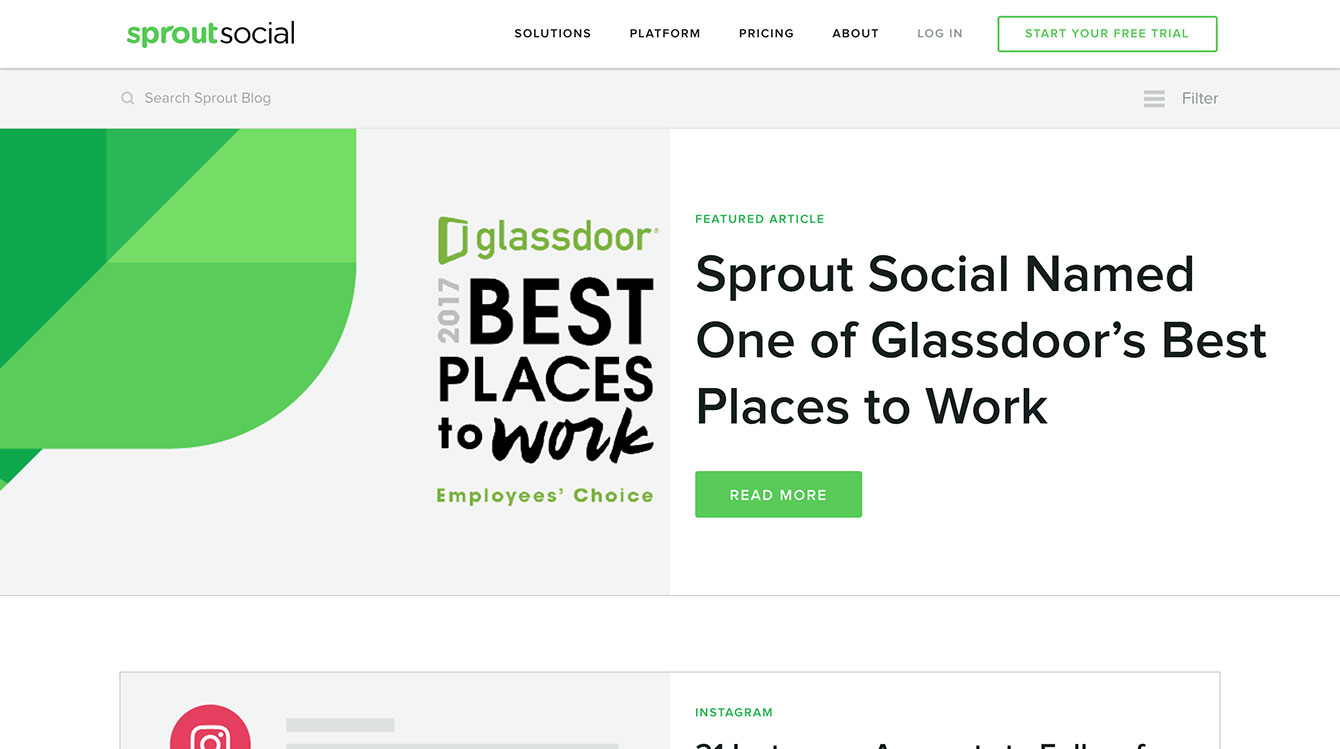 sproutsocial
SOLUTIONS
PLATFORM
PRICING
ABOUT
LOG IN
START YOUR FREE TRIAL
Search Sprout Blog
Filter
glassdoor®
2017
BEST
PLACES
to work
Employees’ Choice
FEATURED ARTICLE
Sprout Social Named
One of Glassdoor’s Best
Places to Work
READ MORE
INSTAGRAM